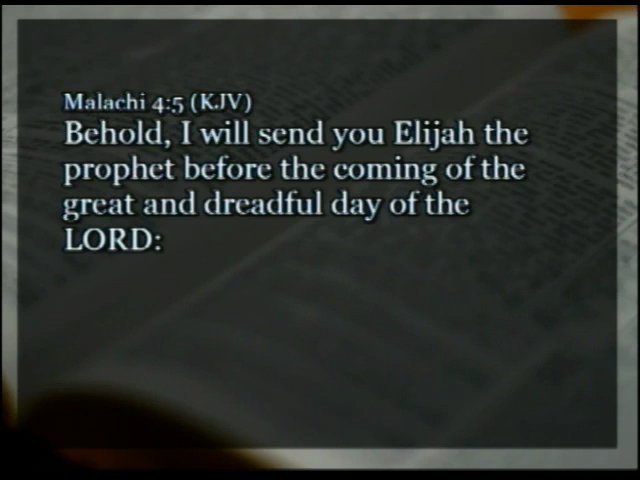 Malachi 4:5 (KJV)
Behold, I will send you Elijah the
prophet before the coming of the
great and dreadful day of the
LORD: